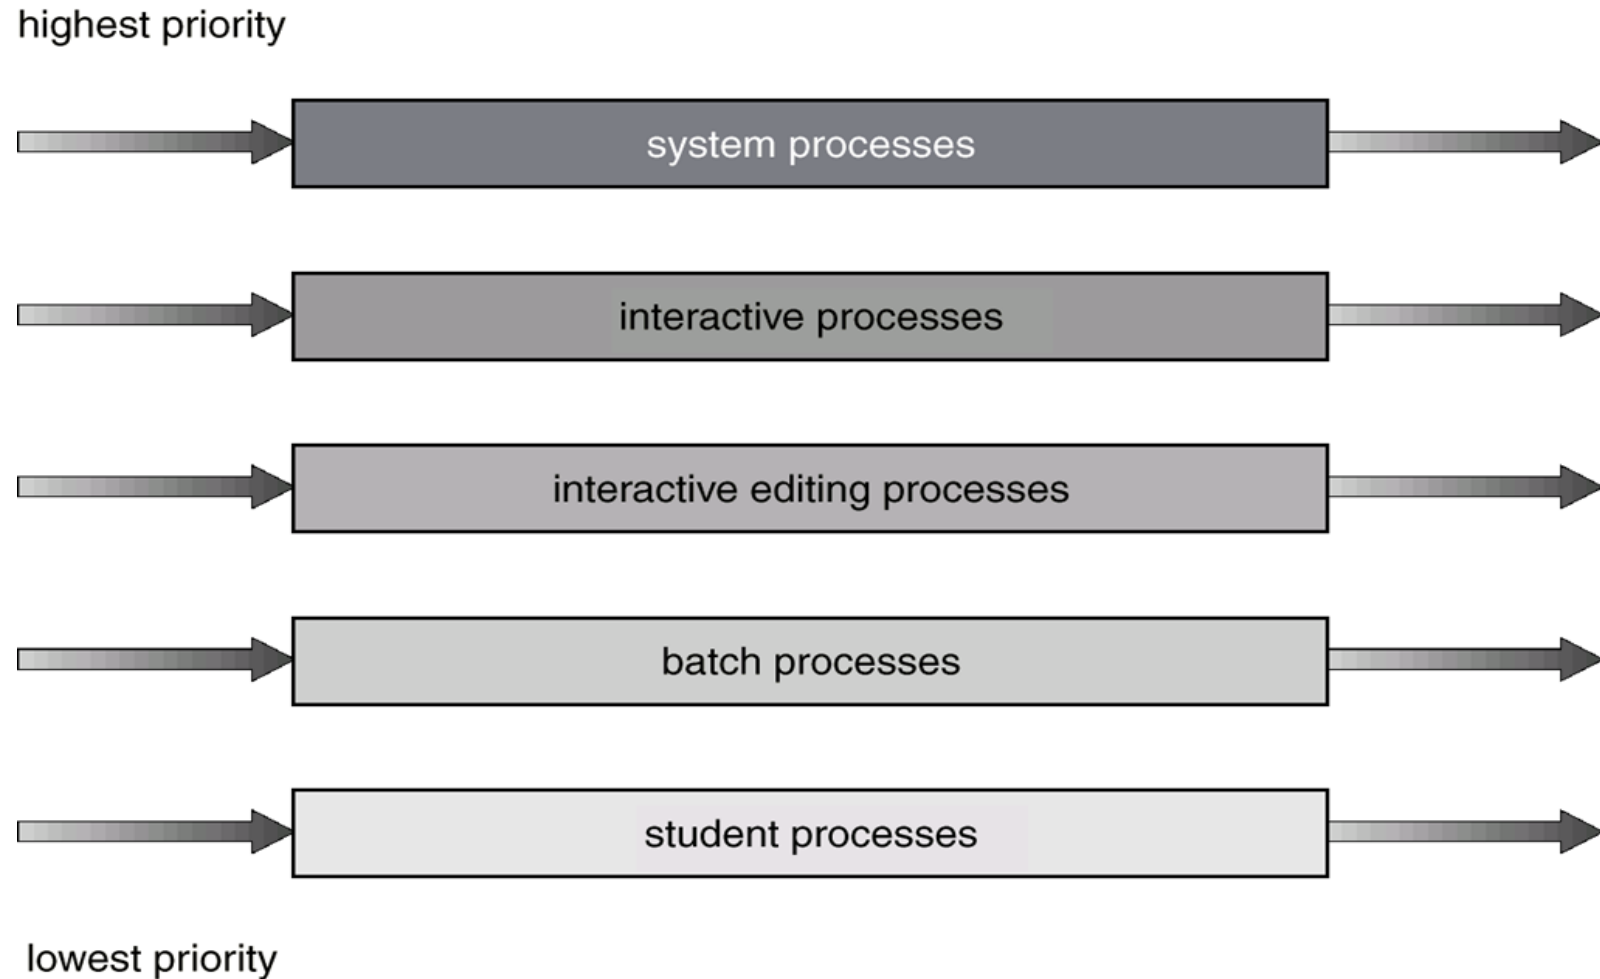 highest priority
system processes
interactive processes
interactive editing processes
batch processes
student processes
lowest priority